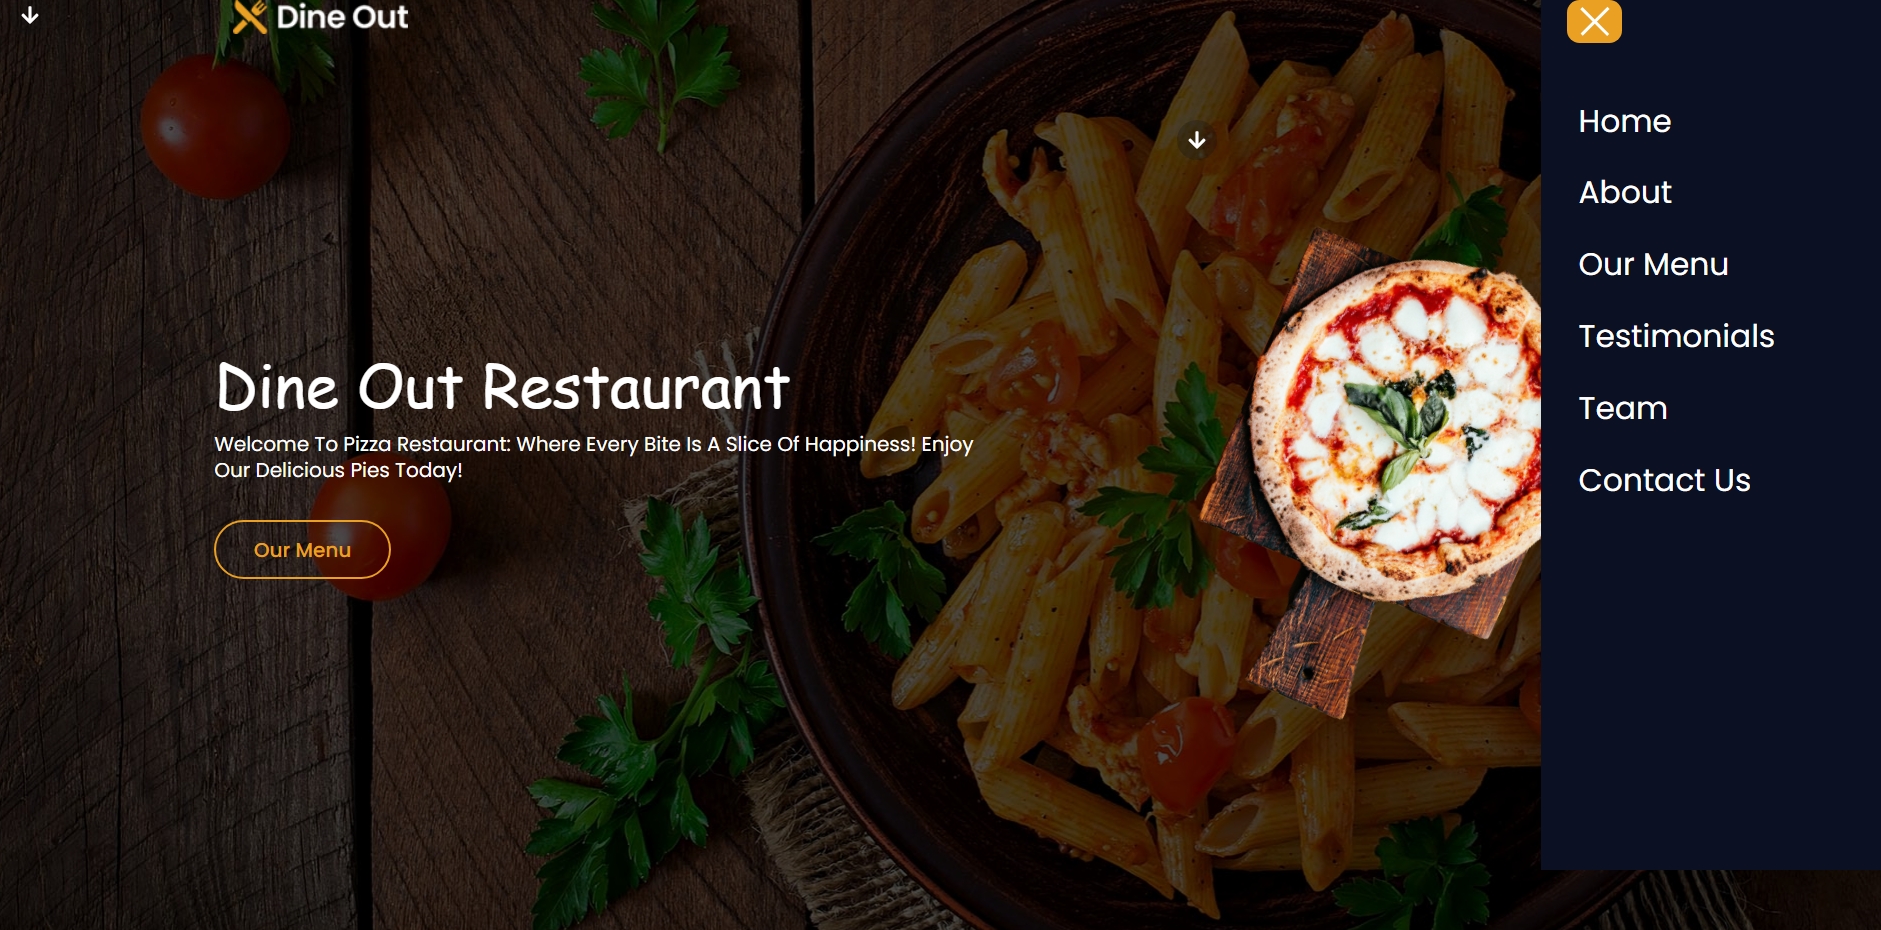 Dine Out
Home
About
Our Menu
Testimonials
Team
Contact Us
Dine Out Restaurant
Welcome To Pizza Restaurant: Where Every Bite Is A Slice Of Happiness! Enjoy
Our Delicious Pies Today!
Our Menu